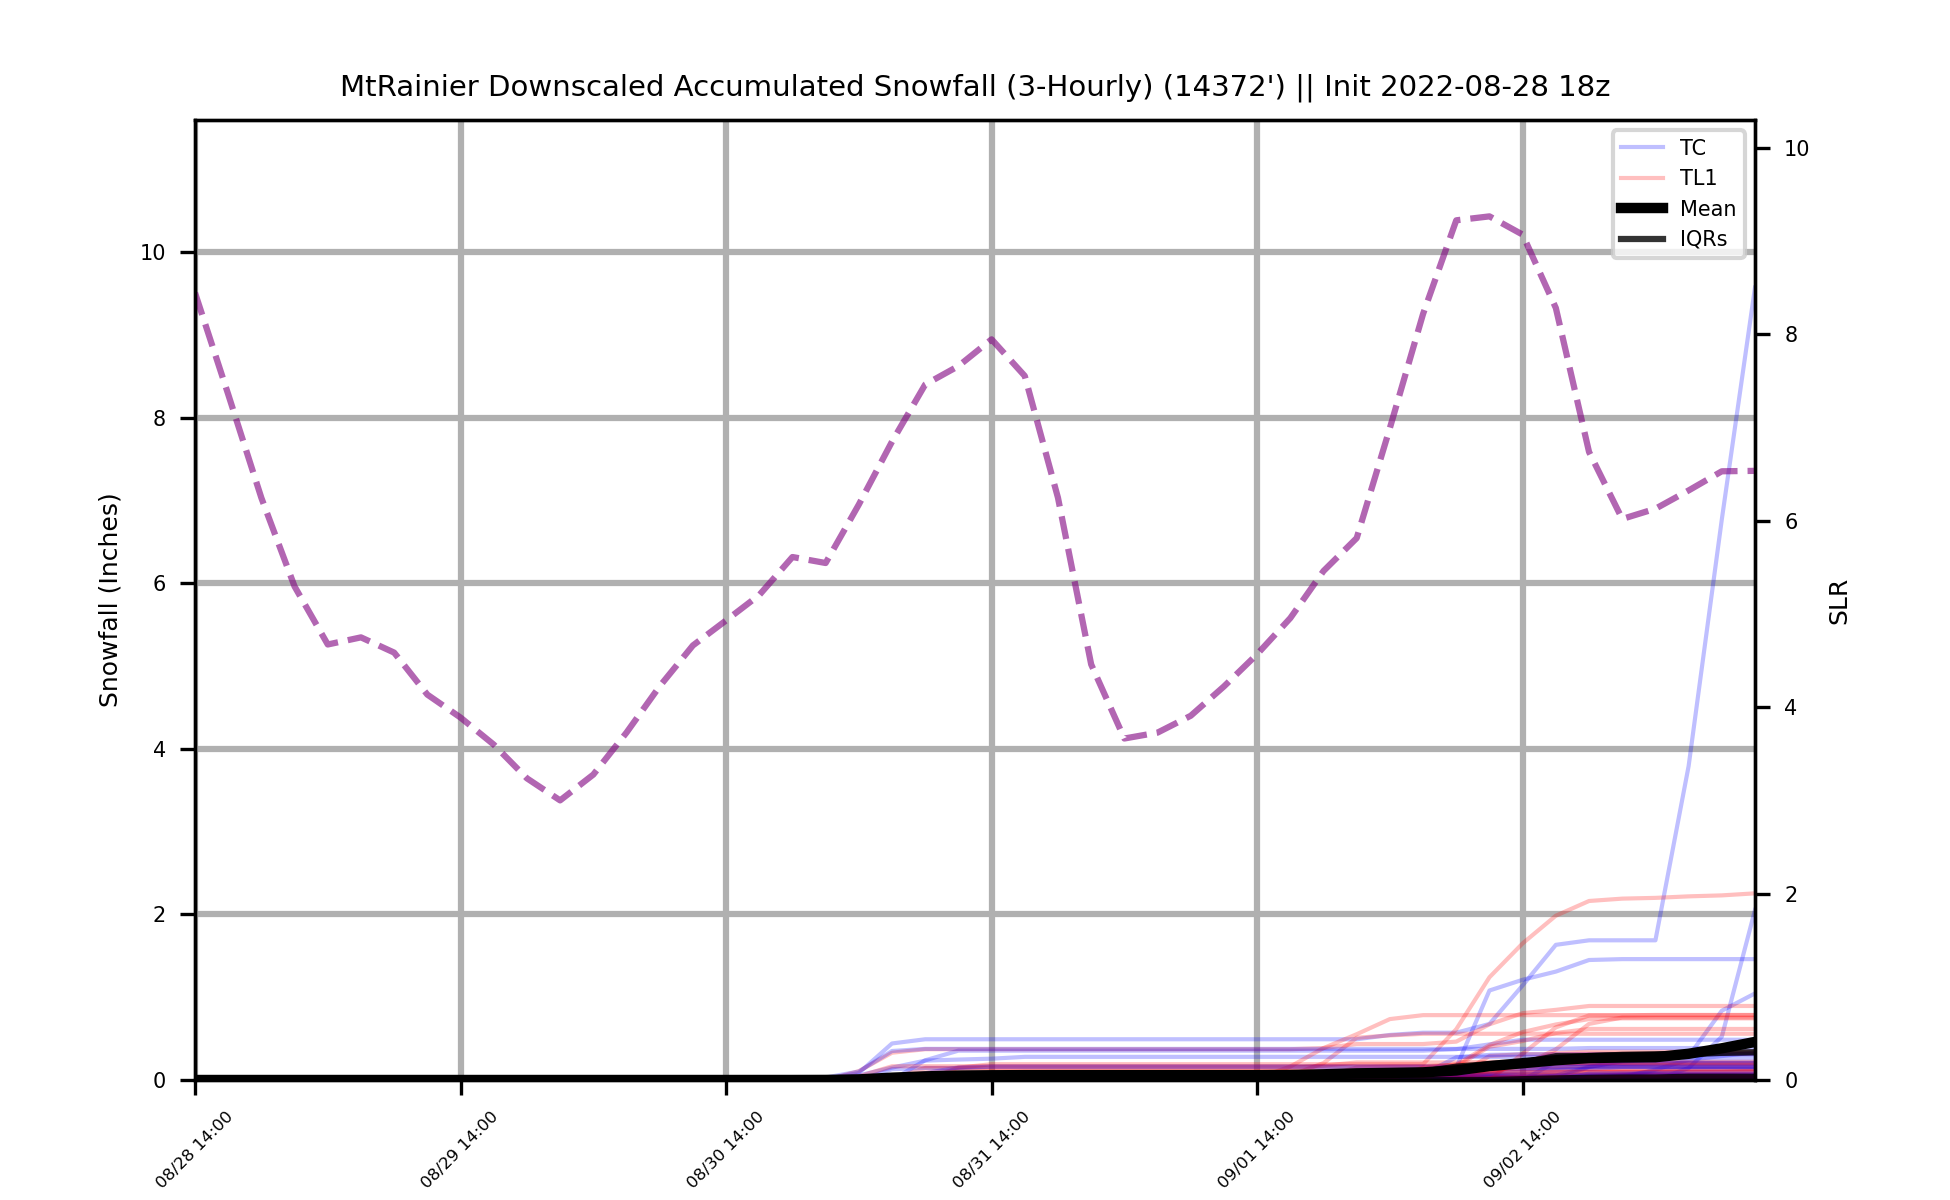 MtRainier Downscaled Accumulated Snowfall (3-Hourly) (14372') || Init 2022-08-28 18z
TC
TL1
Mean
IQRs
Snowfall (Inches)
10
8
6
4
2
0
SLR
10
8
6
4
2
0
08/28 14:00
08/29 14:00
08/30 14:00
08/31 14:00
09/01 14:00
09/02 14:00